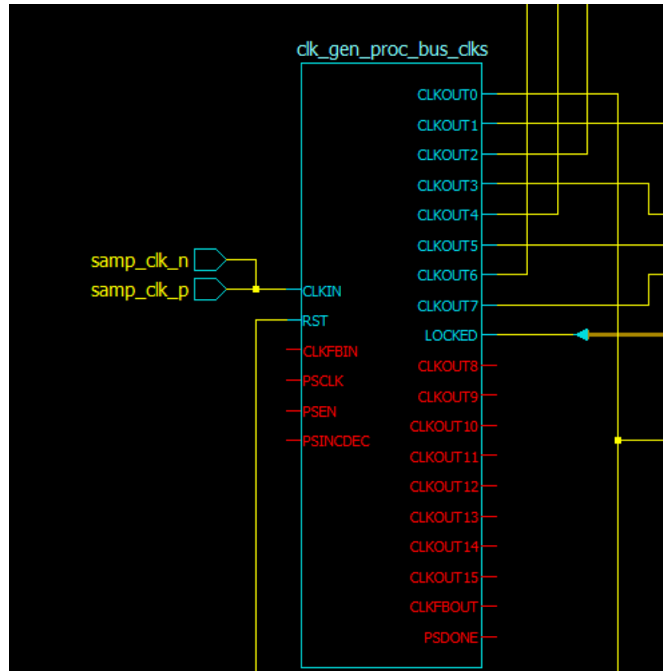 clk_gen_proc_bus_clks
CLKOUT0
CLKOUT1
CLKOUT2
CLKOUT3
CLKOUT4
CLKOUT5
samp_clk_n
CLKOUT6
samp_clk_p
CLKIN
CLKOUT7
RST
LOCKED
CLKFBIN
CLKOUT8
PSCLK
CLKOUT9
PSEN
CLKOUT10
PSINCDEC
CLKOUT11
CLKOUT12
CLKOUT13
CLKOUT14
CLKOUT15
CLKFBOUT
PSDONE